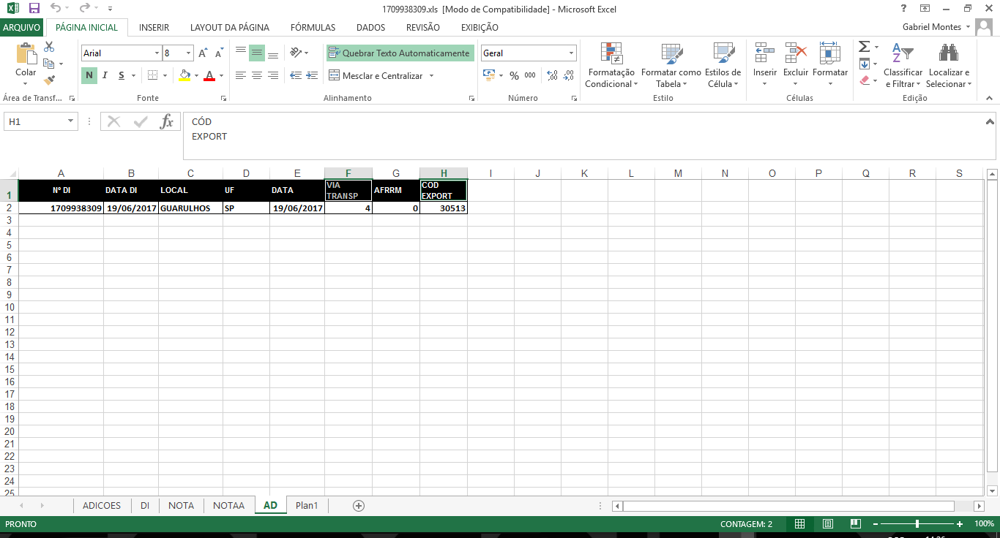 1709938309.xls [Modo de Compatibilidade] - Microsoft Excel
ARQUIVO PÁGINA INICIAL INSERIR LAYOUT DA PÁGINA FÓRMULAS DADOS REVISÃO EXIBIÇÃO Gabriel Montes
Colar
Área de Transf...
Arial 8
N I S A
Fonte
Quebrar Texto Automaticamente
Mesclar e Centralizar
Alinhamento
Geral
% 000
Número
Formatação Condicional
Formatar como Tabela
Estilos de Célula
Estilo
Inserir Excluir Formatar
Células
Classificar e Filtrar
Localizar e Selecionar
Edição
H1
fx
CÓD
EXPORT
A B C D E F G H I J K L M N O P Q R S
1 Nº DI DATA DI LOCAL UF DATA VIA TRANSP AFRRM CÓD EXPORT
2 1709938309 19/06/2017 GUARULHOS SP 19/06/2017 4 0 30513
3
4
5
6
7
8
9
10
11
12
13
14
15
16
17
18
19
20
21
22
23
24
25
ADICOES DI NOTA NOTAA AD Plan1
PRONTO CONTAGEM: 2 100%